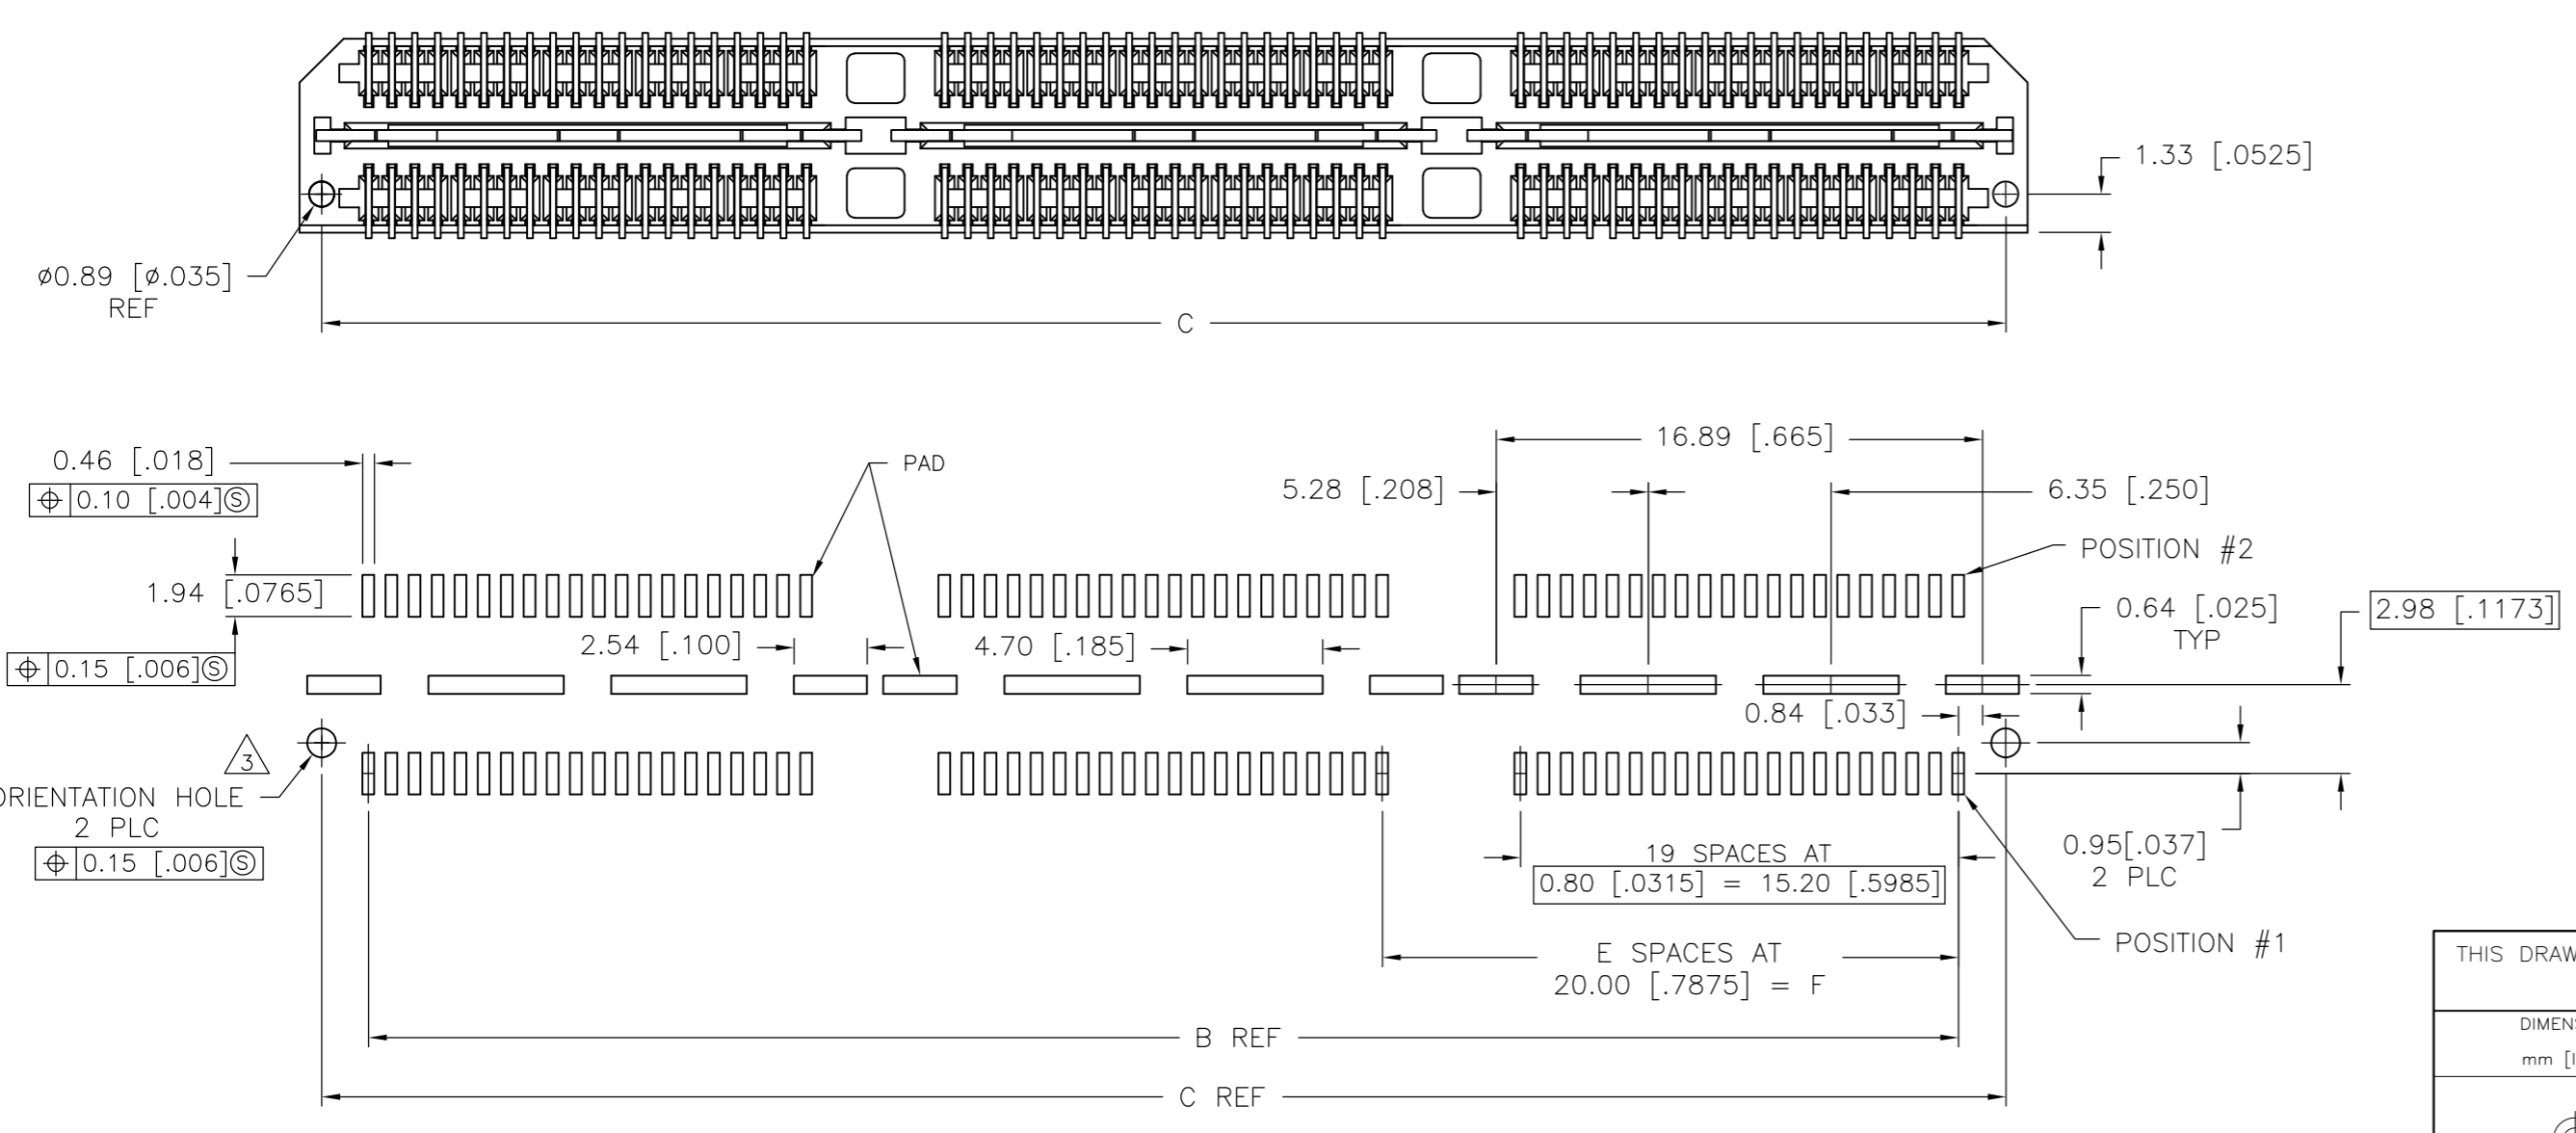 1.33 [.0525]
⌀0.89 [⌀.035]
REF
C
16.89 [.665]
0.46 [.018]
PAD
5.28 [.208]
6.35 [.250]
⌖ 0.10 [.004]Ⓢ
POSITION #2
1.94 [.0765]
0.64 [.025]
TYP
2.98 [.1173]
2.54 [.100]
4.70 [.185]
⌖ 0.15 [.006]Ⓢ
0.84 [.033]
3
ORIENTATION HOLE
2 PLC
⌖ 0.15 [.006]Ⓢ
19 SPACES AT
0.80 [.0315] = 15.20 [.5985]
0.95[.037]
2 PLC
POSITION #1
E SPACES AT
20.00 [.7875] = F
THIS DRAW
B REF
DIMENS
mm [I
C REF